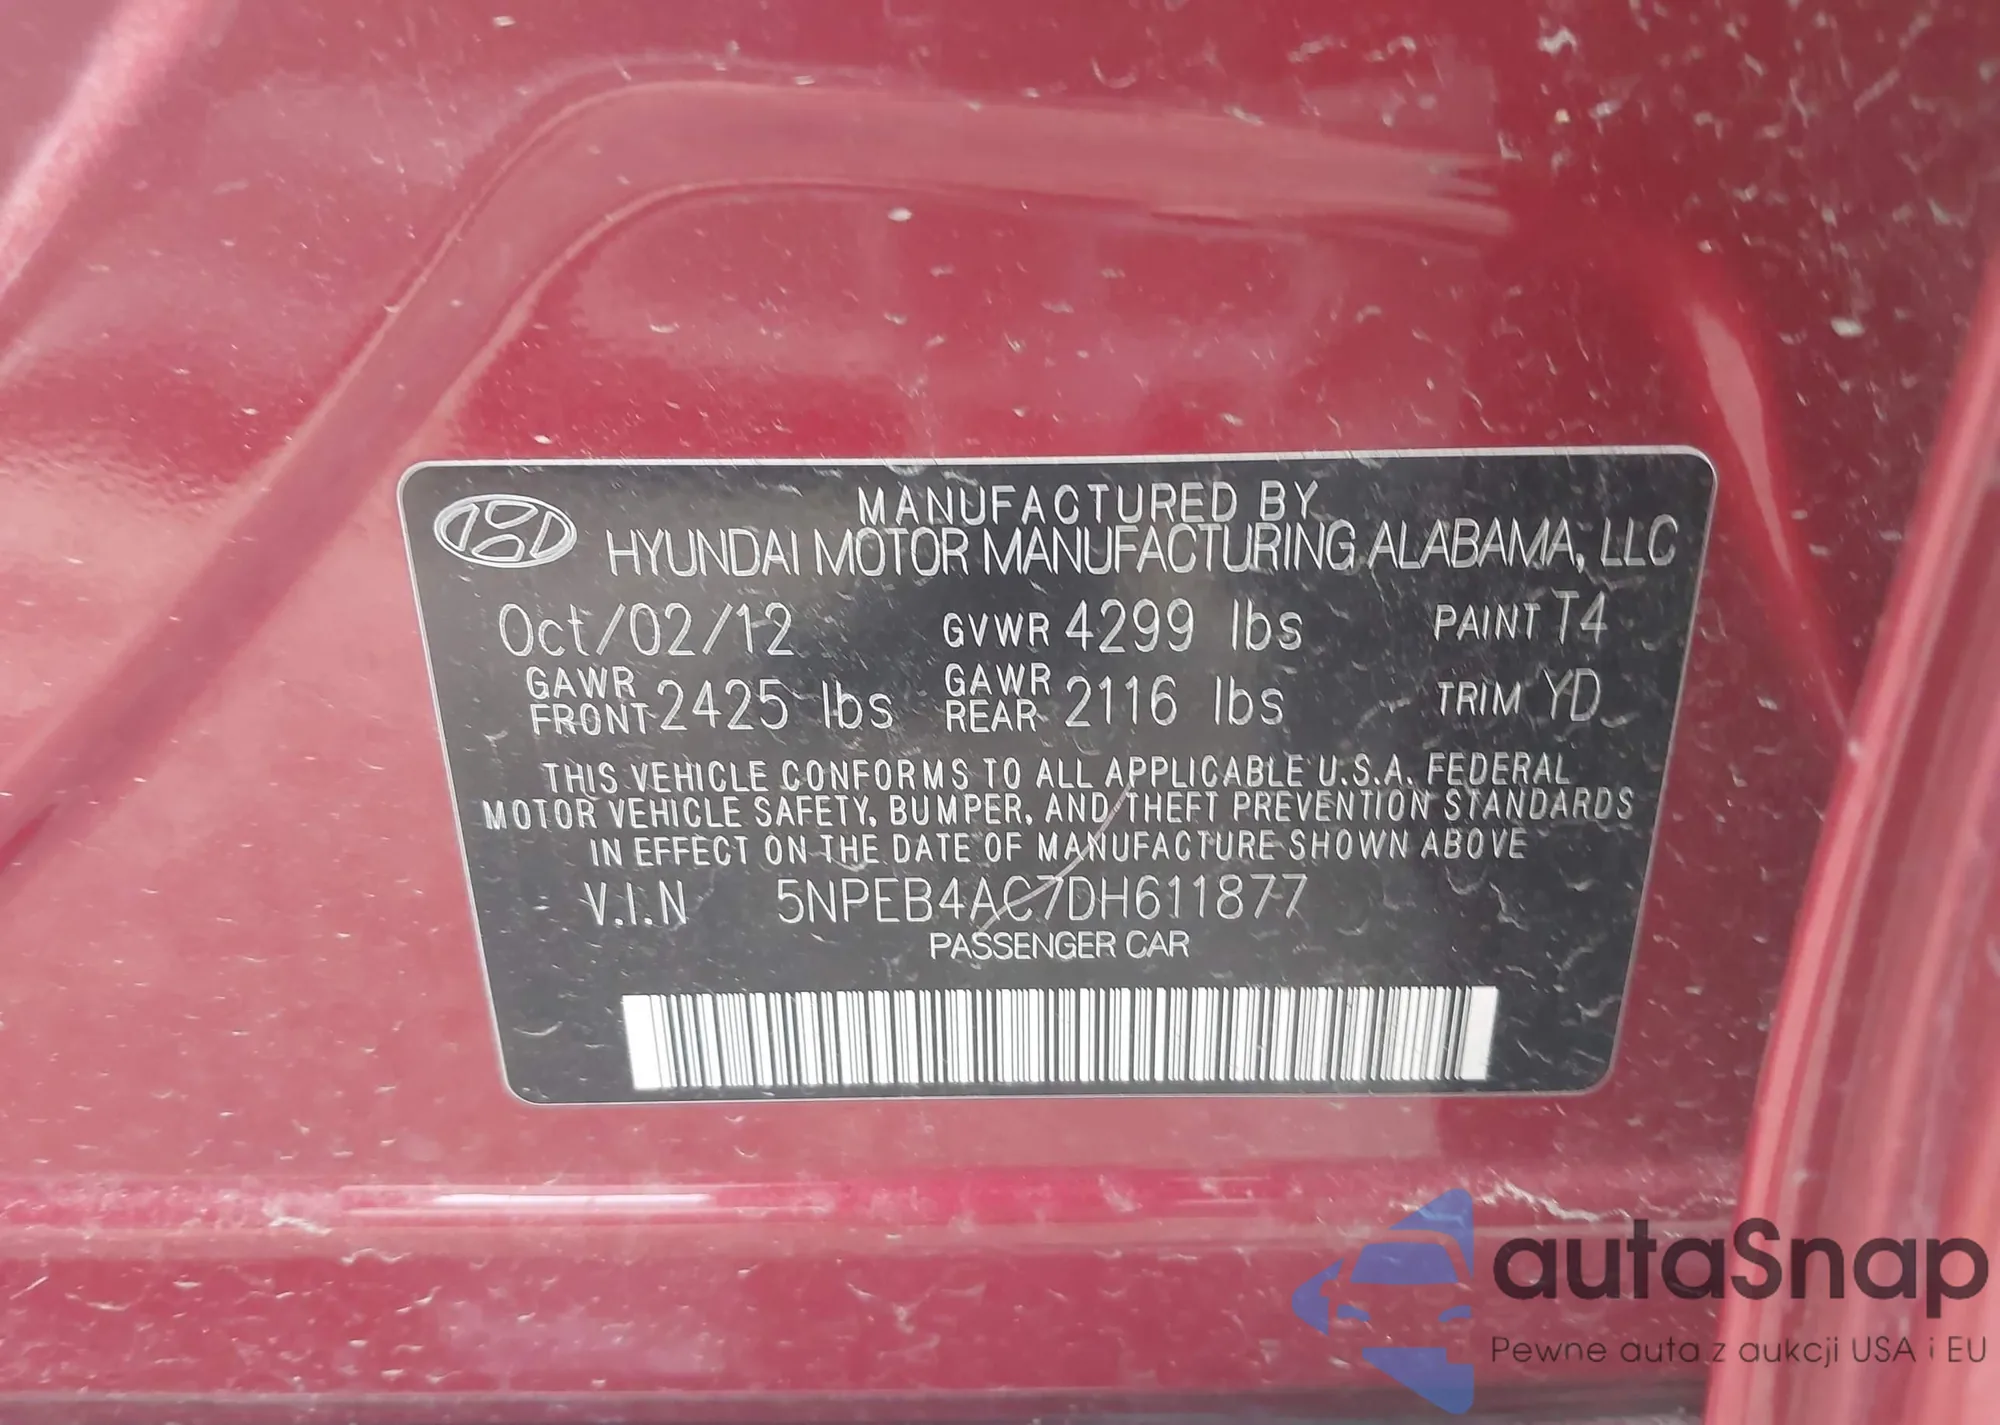 MANUFACTURED BY
HYUNDAI MOTOR MANUFACTURING ALABAMA, LLC
Oct/02/12 GVWR 4299 lbs PAINT T4
GAWR FRONT 2425 lbs GAWR REAR 2116 lbs TRIM YD
THIS VEHICLE CONFORMS TO ALL APPLICABLE U.S.A. FEDERAL
MOTOR VEHICLE SAFETY, BUMPER, AND THEFT PREVENTION STANDARDS
IN EFFECT ON THE DATE OF MANUFACTURE SHOWN ABOVE
V.I.N 5NPEB4AC7DH611877
PASSENGER CAR
autaSnap
Pewne auta z aukcji USA i EU